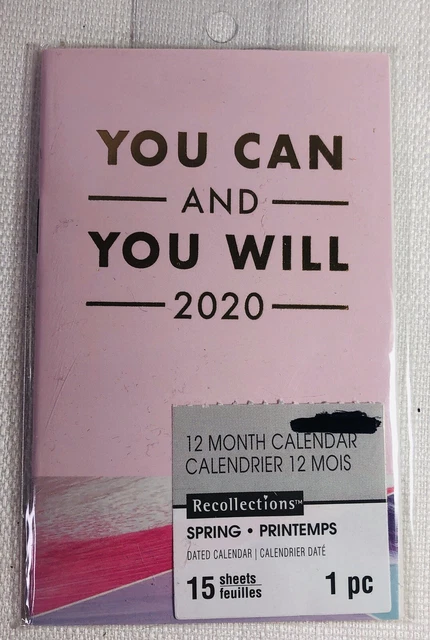 YOU CAN
AND
YOU WILL
2020
12 MONTH CALENDAR
CALENDRIER 12 MOIS
Recollections™
SPRING • PRINTEMPS
DATED CALENDAR | CALENDRIER DATÉ
15 sheets
feuilles
1 pc